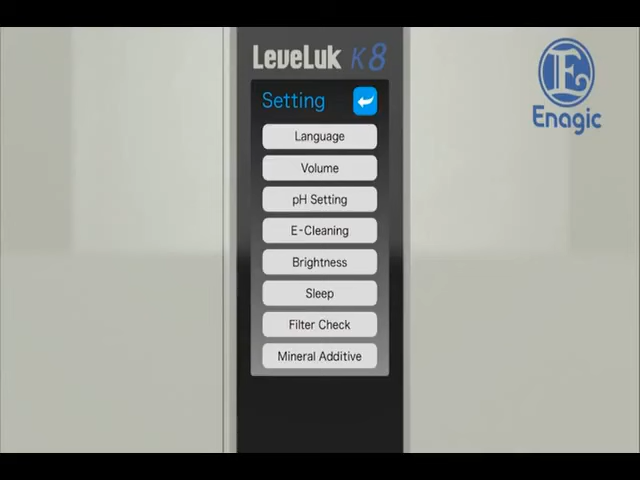 LeveLuk K8
Setting
Language
Volume
pH Setting
E-Cleaning
Brightness
Sleep
Filter Check
Mineral Additive
E
Enagic